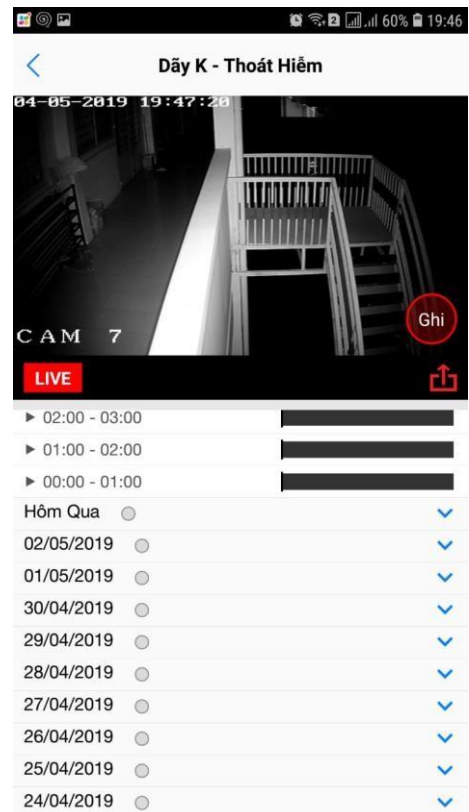 2 60% 19:46
Dãy K - Thoát Hiểm
04-05-2019 19:47:20
CAM 7
Ghi
LIVE
▶ 02:00 - 03:00
▶ 01:00 - 02:00
▶ 00:00 - 01:00
Hôm Qua
02/05/2019
01/05/2019
30/04/2019
29/04/2019
28/04/2019
27/04/2019
26/04/2019
25/04/2019
24/04/2019